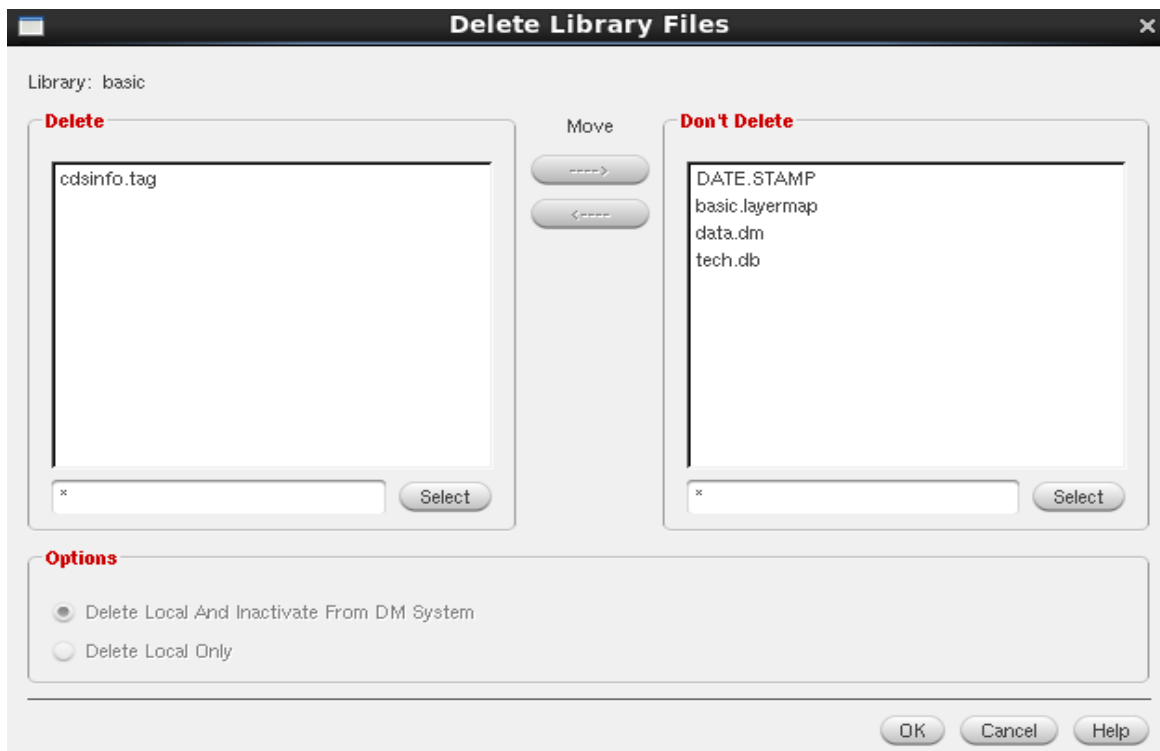 Delete Library Files
Library: basic
Delete
Move
Don't Delete
cdsinfo.tag
---->
<----
DATE.STAMP
basic.layermap
data.dm
tech.db
*
Select
*
Select
Options
Delete Local And Inactivate From DM System
Delete Local Only
OK
Cancel
Help